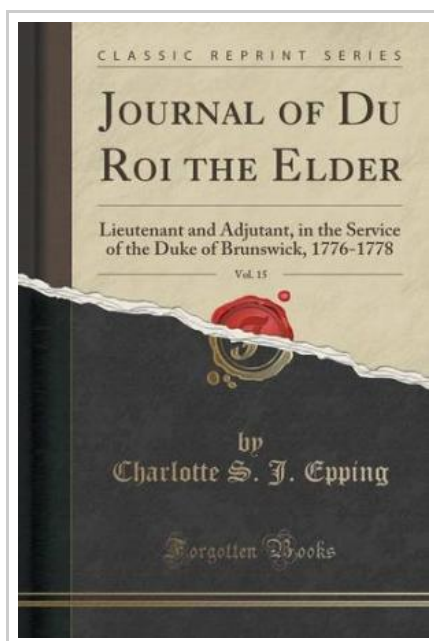 CLASSIC REPRINT SERIES
JOURNAL OF DU
ROI THE ELDER
Lieutenant and Adjutant, in the Service
of the Duke of Brunswick, 1776-1778
Vol. 15
by
Charlotte S. J. Epping
Forgotten Books